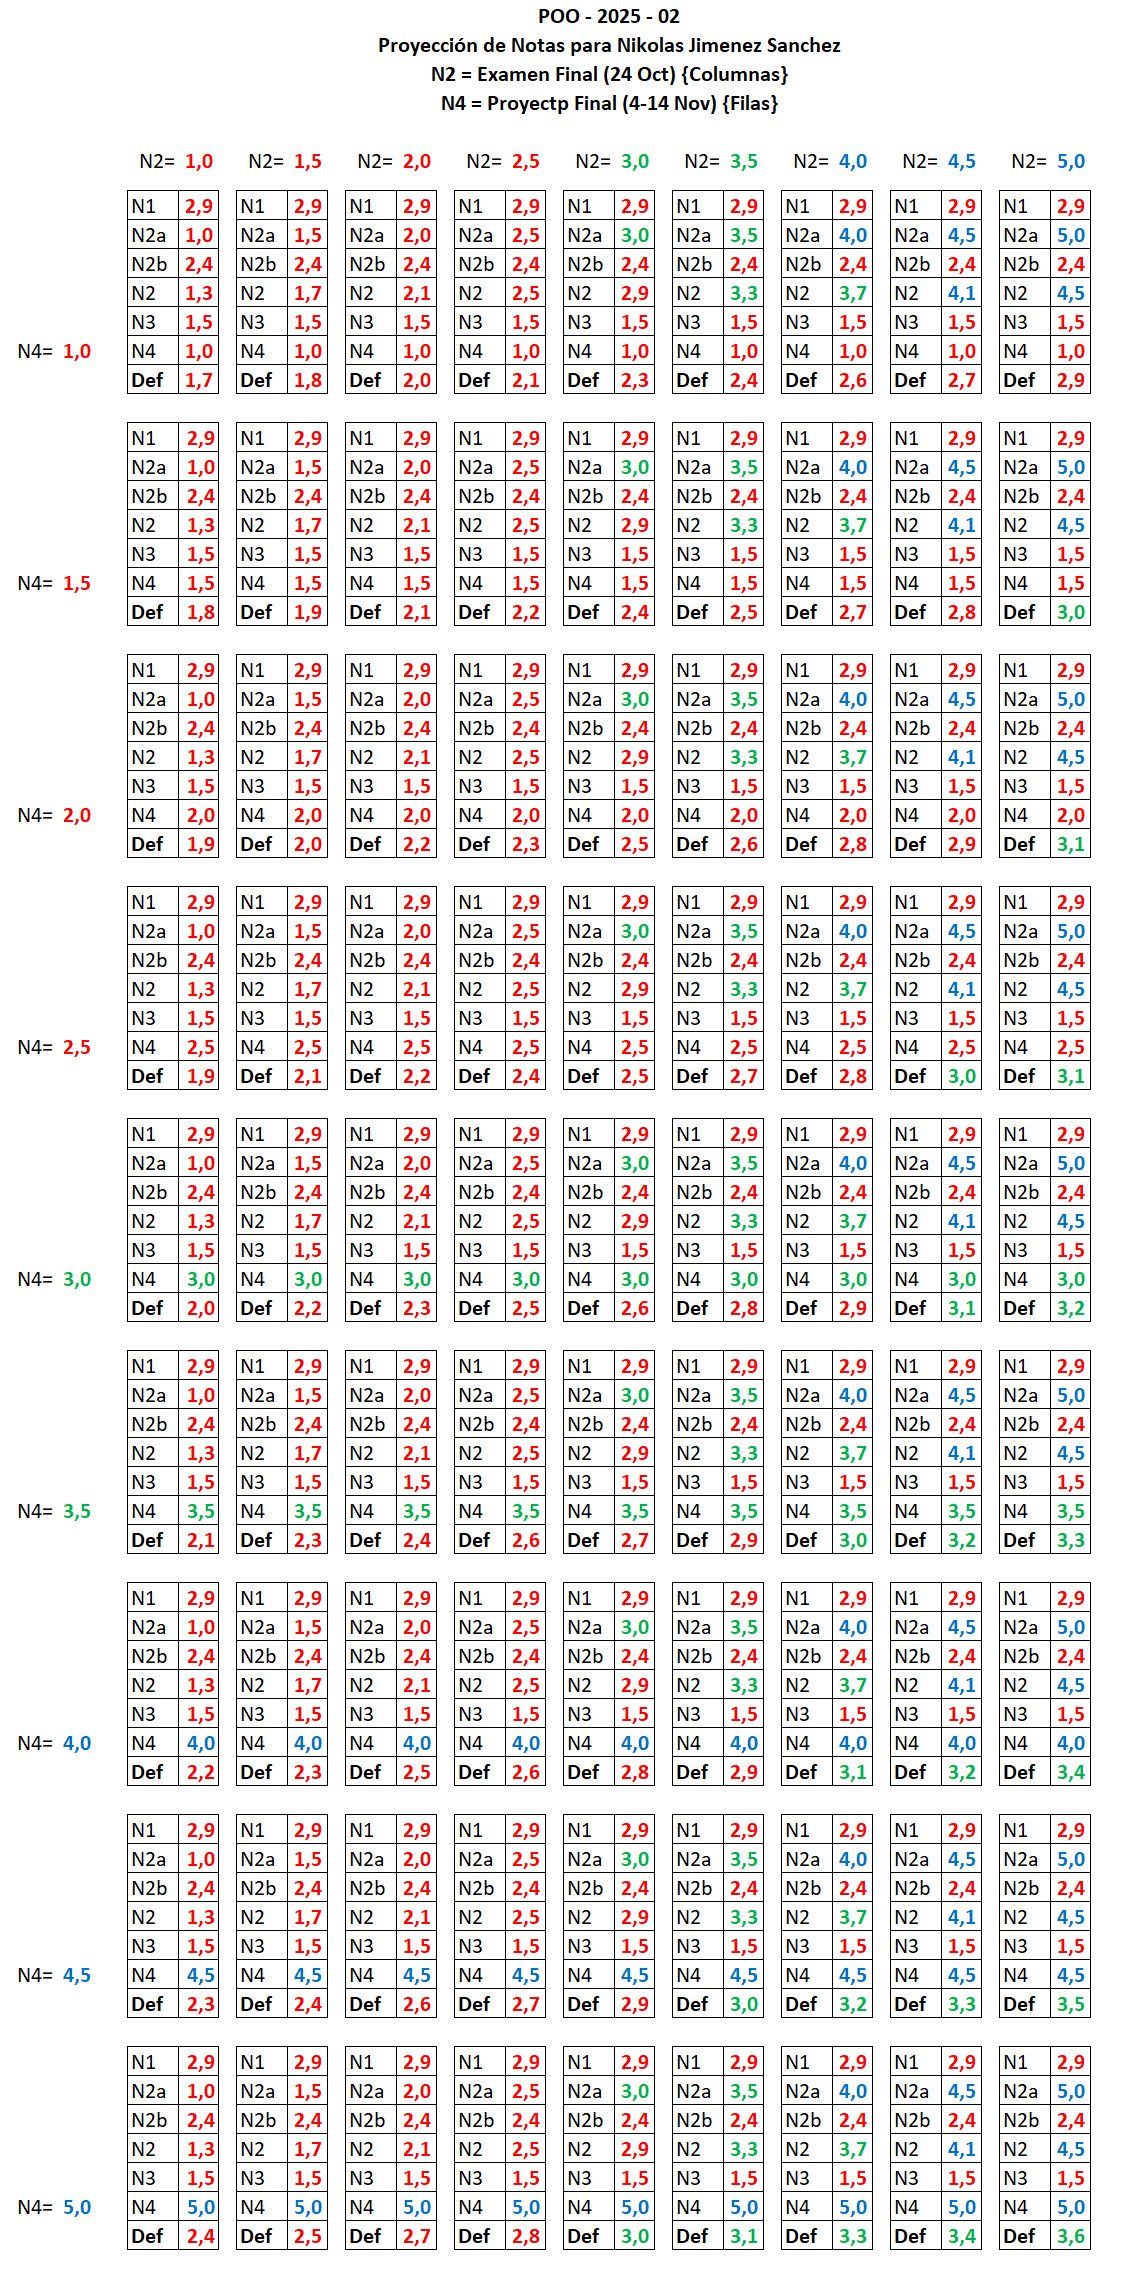 POO - 2025 - 02
Proyección de Notas para Nikolas Jimenez Sanchez
N2 = Examen Final (24 Oct) {Columnas}
N4 = Proyectp Final (4-14 Nov) {Filas}
N2= 1,0 N2= 1,5 N2= 2,0 N2= 2,5 N2= 3,0 N2= 3,5 N2= 4,0 N2= 4,5 N2= 5,0
N1 2,9 N1 2,9 N1 2,9 N1 2,9 N1 2,9 N1 2,9 N1 2,9 N1 2,9 N1 2,9
N2a 1,0 N2a 1,5 N2a 2,0 N2a 2,5 N2a 3,0 N2a 3,5 N2a 4,0 N2a 4,5 N2a 5,0
N2b 2,4 N2b 2,4 N2b 2,4 N2b 2,4 N2b 2,4 N2b 2,4 N2b 2,4 N2b 2,4 N2b 2,4
N2 1,3 N2 1,7 N2 2,1 N2 2,5 N2 2,9 N2 3,3 N2 3,7 N2 4,1 N2 4,5
N3 1,5 N3 1,5 N3 1,5 N3 1,5 N3 1,5 N3 1,5 N3 1,5 N3 1,5 N3 1,5
N4= 1,0 N4 1,0 N4 1,0 N4 1,0 N4 1,0 N4 1,0 N4 1,0 N4 1,0 N4 1,0 N4 1,0
Def 1,7 Def 1,8 Def 2,0 Def 2,1 Def 2,3 Def 2,4 Def 2,6 Def 2,7 Def 2,9
N1 2,9 N1 2,9 N1 2,9 N1 2,9 N1 2,9 N1 2,9 N1 2,9 N1 2,9 N1 2,9
N2a 1,0 N2a 1,5 N2a 2,0 N2a 2,5 N2a 3,0 N2a 3,5 N2a 4,0 N2a 4,5 N2a 5,0
N2b 2,4 N2b 2,4 N2b 2,4 N2b 2,4 N2b 2,4 N2b 2,4 N2b 2,4 N2b 2,4 N2b 2,4
N2 1,3 N2 1,7 N2 2,1 N2 2,5 N2 2,9 N2 3,3 N2 3,7 N2 4,1 N2 4,5
N3 1,5 N3 1,5 N3 1,5 N3 1,5 N3 1,5 N3 1,5 N3 1,5 N3 1,5 N3 1,5
N4= 1,5 N4 1,5 N4 1,5 N4 1,5 N4 1,5 N4 1,5 N4 1,5 N4 1,5 N4 1,5 N4 1,5
Def 1,8 Def 1,9 Def 2,1 Def 2,2 Def 2,4 Def 2,5 Def 2,7 Def 2,8 Def 3,0
N1 2,9 N1 2,9 N1 2,9 N1 2,9 N1 2,9 N1 2,9 N1 2,9 N1 2,9 N1 2,9
N2a 1,0 N2a 1,5 N2a 2,0 N2a 2,5 N2a 3,0 N2a 3,5 N2a 4,0 N2a 4,5 N2a 5,0
N2b 2,4 N2b 2,4 N2b 2,4 N2b 2,4 N2b 2,4 N2b 2,4 N2b 2,4 N2b 2,4 N2b 2,4
N2 1,3 N2 1,7 N2 2,1 N2 2,5 N2 2,9 N2 3,3 N2 3,7 N2 4,1 N2 4,5
N3 1,5 N3 1,5 N3 1,5 N3 1,5 N3 1,5 N3 1,5 N3 1,5 N3 1,5 N3 1,5
N4= 2,0 N4 2,0 N4 2,0 N4 2,0 N4 2,0 N4 2,0 N4 2,0 N4 2,0 N4 2,0 N4 2,0
Def 1,9 Def 2,0 Def 2,2 Def 2,3 Def 2,5 Def 2,6 Def 2,8 Def 2,9 Def 3,1
N1 2,9 N1 2,9 N1 2,9 N1 2,9 N1 2,9 N1 2,9 N1 2,9 N1 2,9 N1 2,9
N2a 1,0 N2a 1,5 N2a 2,0 N2a 2,5 N2a 3,0 N2a 3,5 N2a 4,0 N2a 4,5 N2a 5,0
N2b 2,4 N2b 2,4 N2b 2,4 N2b 2,4 N2b 2,4 N2b 2,4 N2b 2,4 N2b 2,4 N2b 2,4
N2 1,3 N2 1,7 N2 2,1 N2 2,5 N2 2,9 N2 3,3 N2 3,7 N2 4,1 N2 4,5
N3 1,5 N3 1,5 N3 1,5 N3 1,5 N3 1,5 N3 1,5 N3 1,5 N3 1,5 N3 1,5
N4= 2,5 N4 2,5 N4 2,5 N4 2,5 N4 2,5 N4 2,5 N4 2,5 N4 2,5 N4 2,5 N4 2,5
Def 1,9 Def 2,1 Def 2,2 Def 2,4 Def 2,5 Def 2,7 Def 2,8 Def 3,0 Def 3,1
N1 2,9 N1 2,9 N1 2,9 N1 2,9 N1 2,9 N1 2,9 N1 2,9 N1 2,9 N1 2,9
N2a 1,0 N2a 1,5 N2a 2,0 N2a 2,5 N2a 3,0 N2a 3,5 N2a 4,0 N2a 4,5 N2a 5,0
N2b 2,4 N2b 2,4 N2b 2,4 N2b 2,4 N2b 2,4 N2b 2,4 N2b 2,4 N2b 2,4 N2b 2,4
N2 1,3 N2 1,7 N2 2,1 N2 2,5 N2 2,9 N2 3,3 N2 3,7 N2 4,1 N2 4,5
N3 1,5 N3 1,5 N3 1,5 N3 1,5 N3 1,5 N3 1,5 N3 1,5 N3 1,5 N3 1,5
N4= 3,0 N4 3,0 N4 3,0 N4 3,0 N4 3,0 N4 3,0 N4 3,0 N4 3,0 N4 3,0 N4 3,0
Def 2,0 Def 2,2 Def 2,3 Def 2,5 Def 2,6 Def 2,8 Def 2,9 Def 3,1 Def 3,2
N1 2,9 N1 2,9 N1 2,9 N1 2,9 N1 2,9 N1 2,9 N1 2,9 N1 2,9 N1 2,9
N2a 1,0 N2a 1,5 N2a 2,0 N2a 2,5 N2a 3,0 N2a 3,5 N2a 4,0 N2a 4,5 N2a 5,0
N2b 2,4 N2b 2,4 N2b 2,4 N2b 2,4 N2b 2,4 N2b 2,4 N2b 2,4 N2b 2,4 N2b 2,4
N2 1,3 N2 1,7 N2 2,1 N2 2,5 N2 2,9 N2 3,3 N2 3,7 N2 4,1 N2 4,5
N3 1,5 N3 1,5 N3 1,5 N3 1,5 N3 1,5 N3 1,5 N3 1,5 N3 1,5 N3 1,5
N4= 3,5 N4 3,5 N4 3,5 N4 3,5 N4 3,5 N4 3,5 N4 3,5 N4 3,5 N4 3,5 N4 3,5
Def 2,1 Def 2,3 Def 2,4 Def 2,6 Def 2,7 Def 2,9 Def 3,0 Def 3,2 Def 3,3
N1 2,9 N1 2,9 N1 2,9 N1 2,9 N1 2,9 N1 2,9 N1 2,9 N1 2,9 N1 2,9
N2a 1,0 N2a 1,5 N2a 2,0 N2a 2,5 N2a 3,0 N2a 3,5 N2a 4,0 N2a 4,5 N2a 5,0
N2b 2,4 N2b 2,4 N2b 2,4 N2b 2,4 N2b 2,4 N2b 2,4 N2b 2,4 N2b 2,4 N2b 2,4
N2 1,3 N2 1,7 N2 2,1 N2 2,5 N2 2,9 N2 3,3 N2 3,7 N2 4,1 N2 4,5
N3 1,5 N3 1,5 N3 1,5 N3 1,5 N3 1,5 N3 1,5 N3 1,5 N3 1,5 N3 1,5
N4= 4,0 N4 4,0 N4 4,0 N4 4,0 N4 4,0 N4 4,0 N4 4,0 N4 4,0 N4 4,0 N4 4,0
Def 2,2 Def 2,3 Def 2,5 Def 2,6 Def 2,8 Def 2,9 Def 3,1 Def 3,2 Def 3,4
N1 2,9 N1 2,9 N1 2,9 N1 2,9 N1 2,9 N1 2,9 N1 2,9 N1 2,9 N1 2,9
N2a 1,0 N2a 1,5 N2a 2,0 N2a 2,5 N2a 3,0 N2a 3,5 N2a 4,0 N2a 4,5 N2a 5,0
N2b 2,4 N2b 2,4 N2b 2,4 N2b 2,4 N2b 2,4 N2b 2,4 N2b 2,4 N2b 2,4 N2b 2,4
N2 1,3 N2 1,7 N2 2,1 N2 2,5 N2 2,9 N2 3,3 N2 3,7 N2 4,1 N2 4,5
N3 1,5 N3 1,5 N3 1,5 N3 1,5 N3 1,5 N3 1,5 N3 1,5 N3 1,5 N3 1,5
N4= 4,5 N4 4,5 N4 4,5 N4 4,5 N4 4,5 N4 4,5 N4 4,5 N4 4,5 N4 4,5 N4 4,5
Def 2,3 Def 2,4 Def 2,6 Def 2,7 Def 2,9 Def 3,0 Def 3,2 Def 3,3 Def 3,5
N1 2,9 N1 2,9 N1 2,9 N1 2,9 N1 2,9 N1 2,9 N1 2,9 N1 2,9 N1 2,9
N2a 1,0 N2a 1,5 N2a 2,0 N2a 2,5 N2a 3,0 N2a 3,5 N2a 4,0 N2a 4,5 N2a 5,0
N2b 2,4 N2b 2,4 N2b 2,4 N2b 2,4 N2b 2,4 N2b 2,4 N2b 2,4 N2b 2,4 N2b 2,4
N2 1,3 N2 1,7 N2 2,1 N2 2,5 N2 2,9 N2 3,3 N2 3,7 N2 4,1 N2 4,5
N3 1,5 N3 1,5 N3 1,5 N3 1,5 N3 1,5 N3 1,5 N3 1,5 N3 1,5 N3 1,5
N4= 5,0 N4 5,0 N4 5,0 N4 5,0 N4 5,0 N4 5,0 N4 5,0 N4 5,0 N4 5,0 N4 5,0
Def 2,4 Def 2,5 Def 2,7 Def 2,8 Def 3,0 Def 3,1 Def 3,3 Def 3,4 Def 3,6